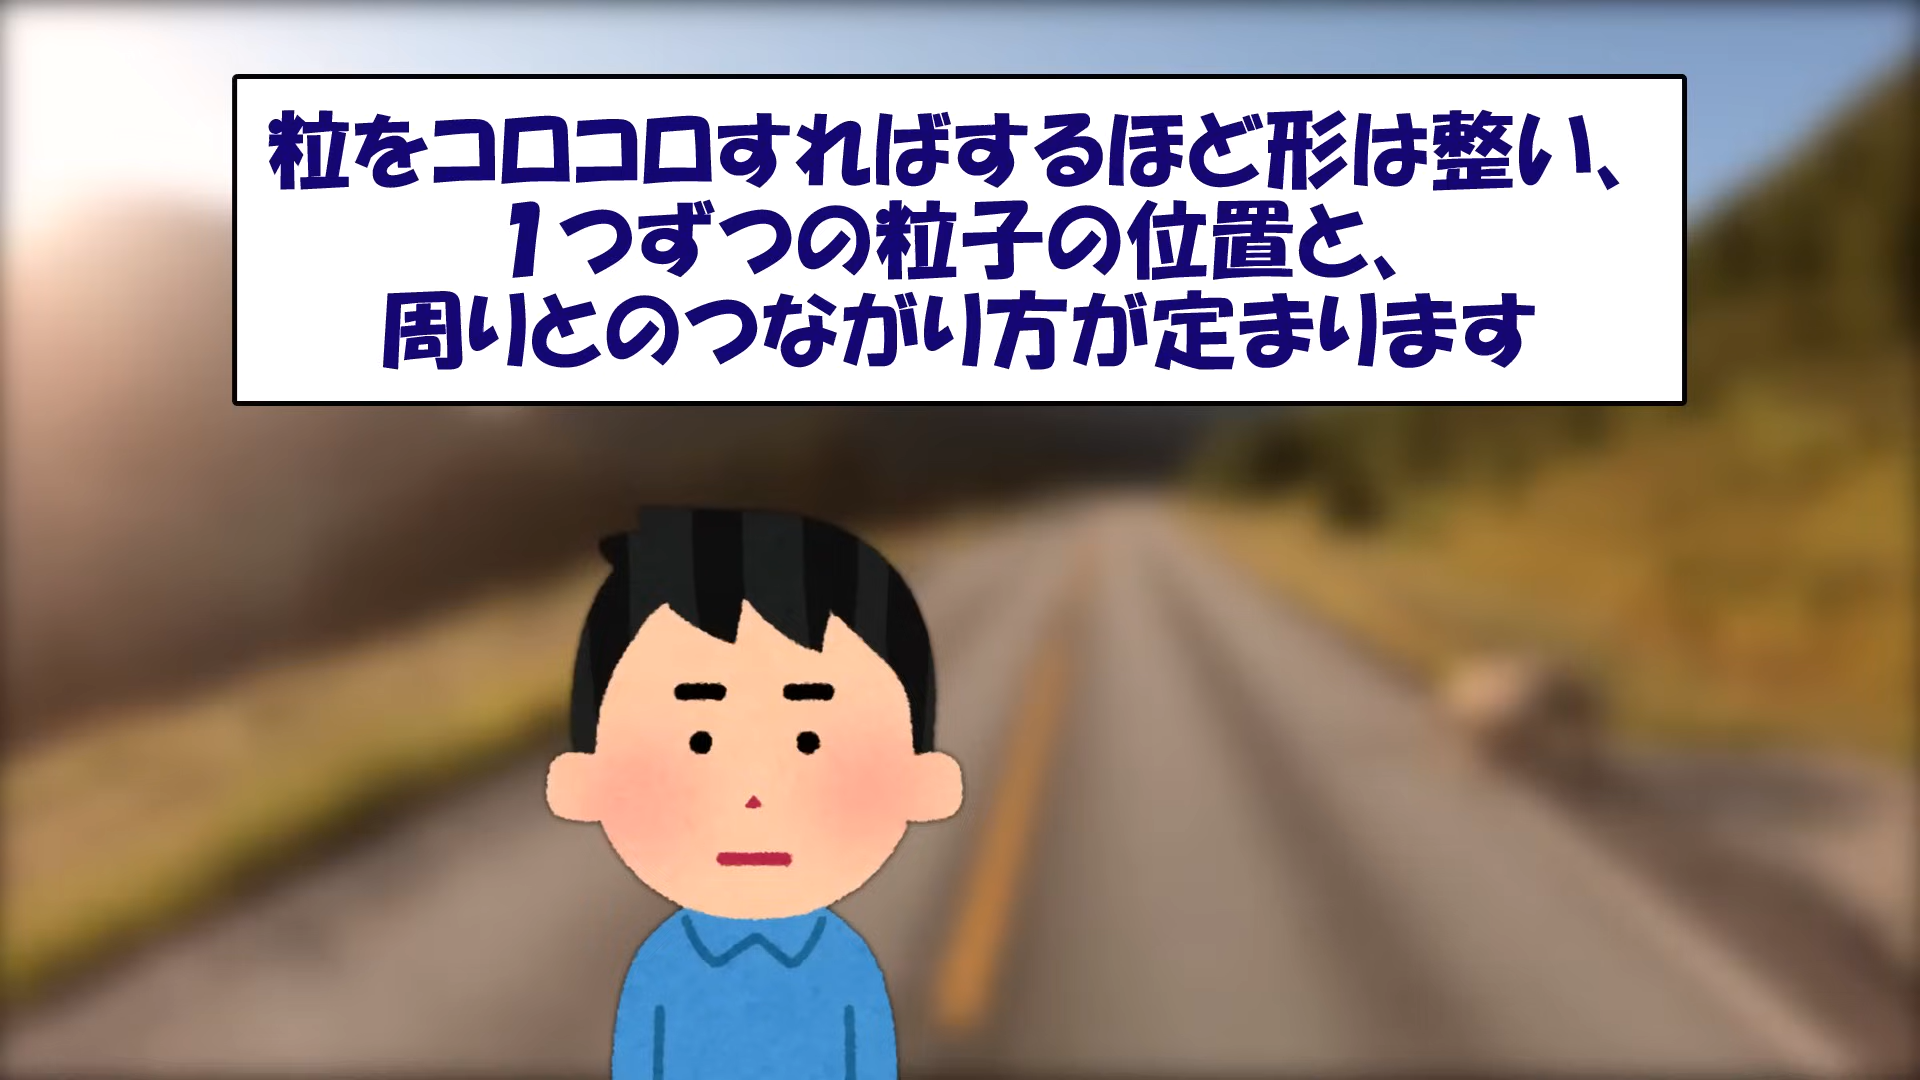 粒をコロコロすればするほど形は整い、
１つずつの粒子の位置と、
周りとのつながり方が定まります